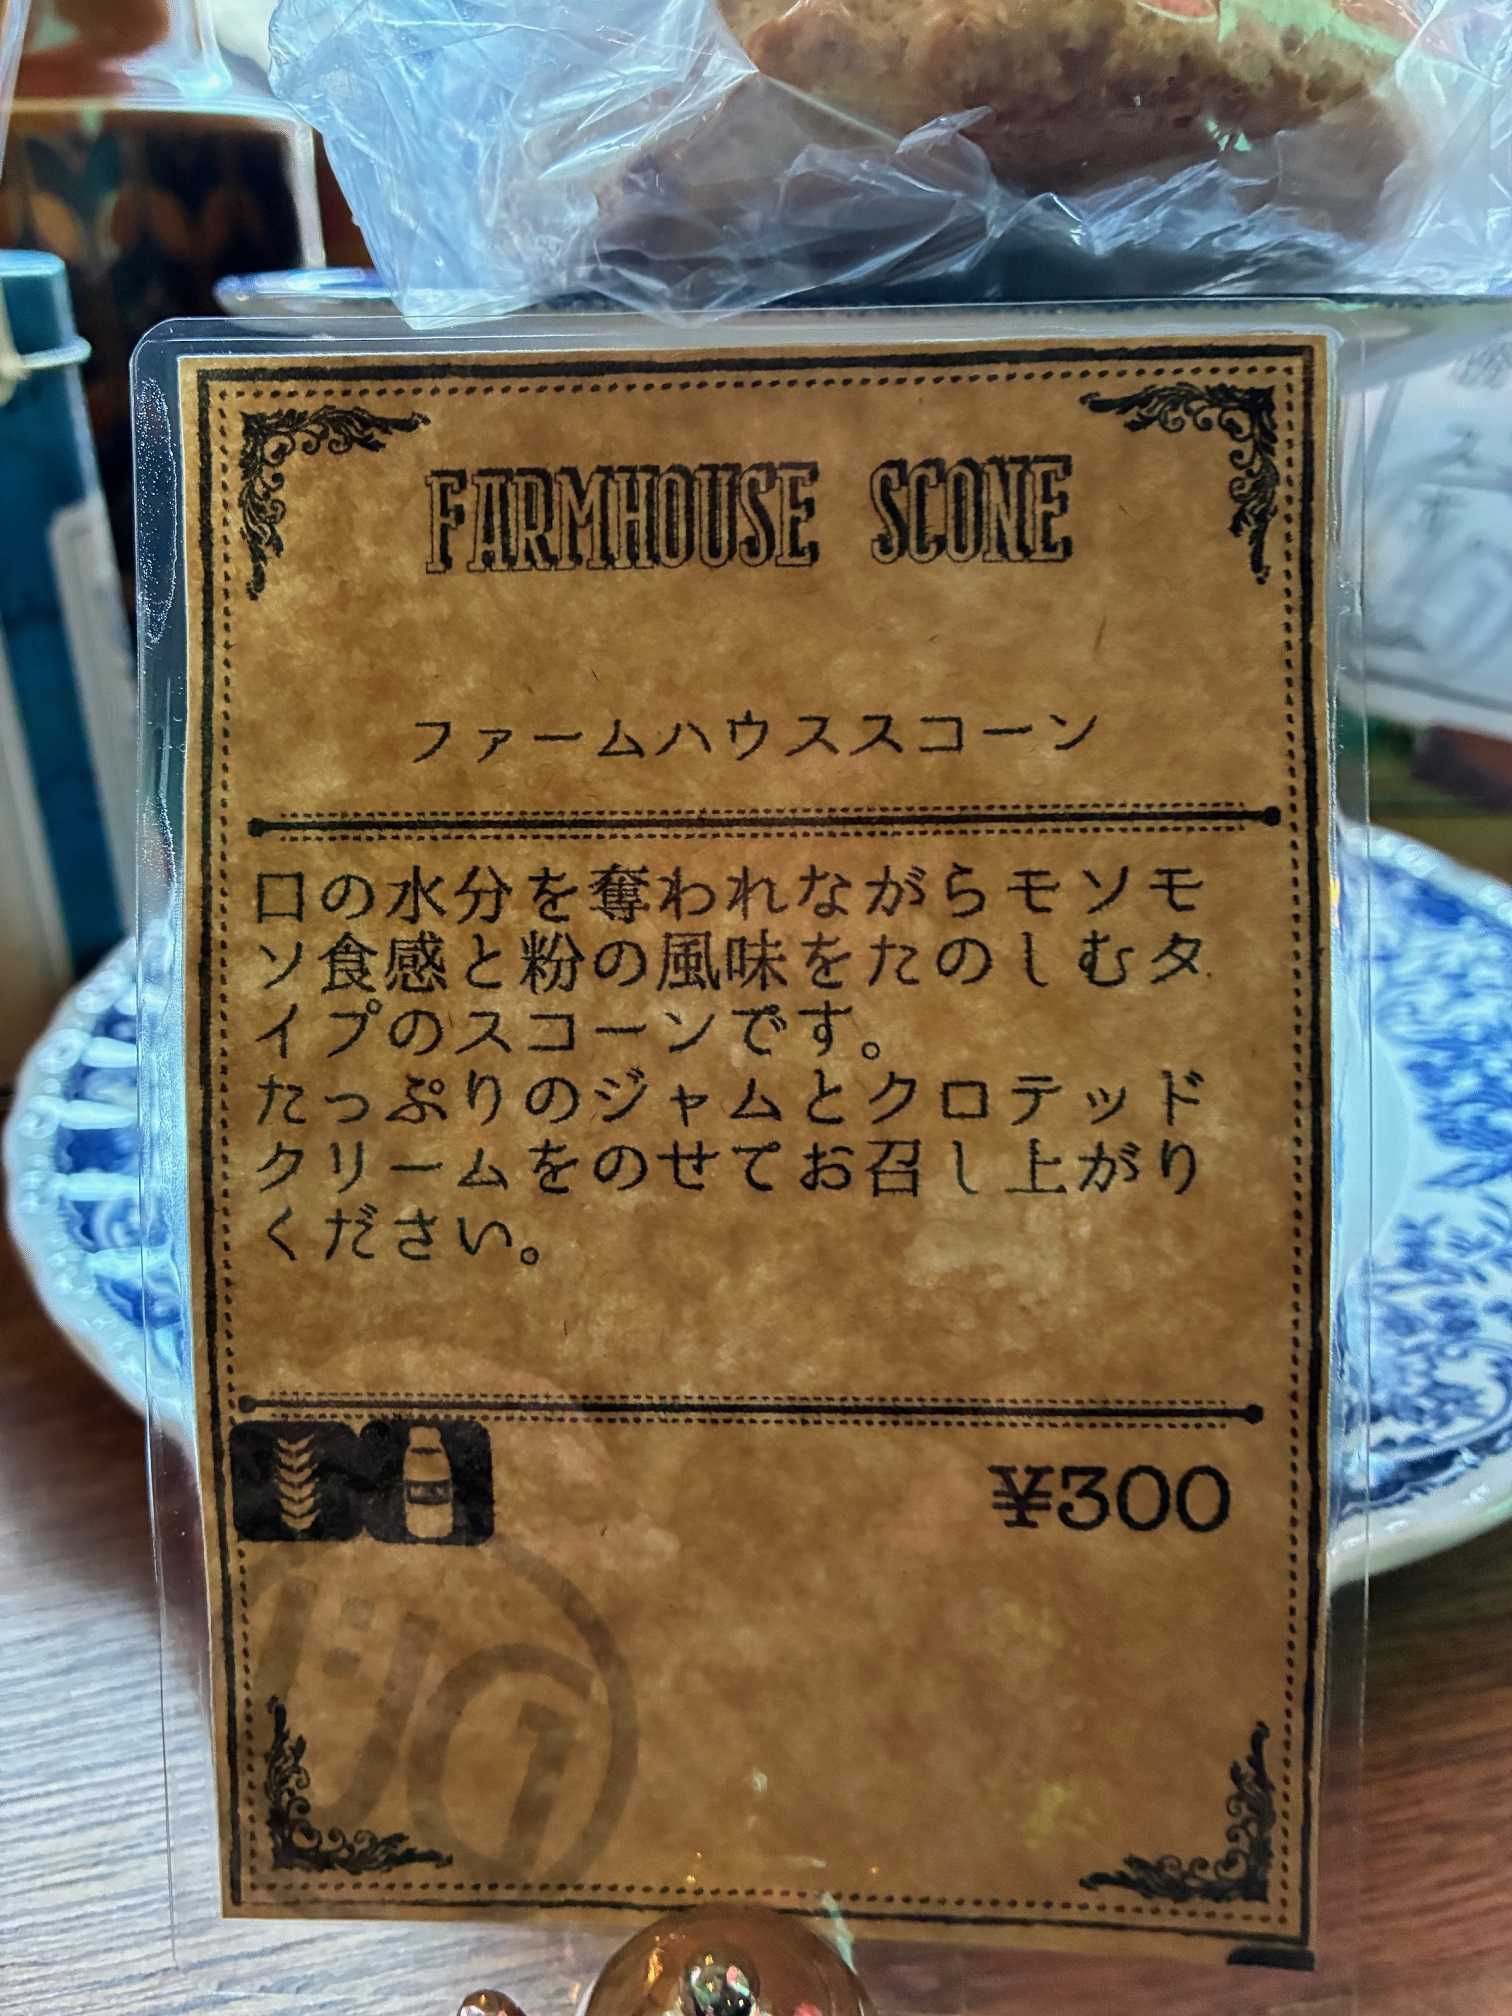 FARMHOUSE SCONE
ファームハウススコーン
口の水分を奪われながらモソモ
ソ食感と粉の風味をたのしむタ
イプのスコーンです。
たっぷりのジャムとクロテッド
クリームをのせてお召し上がり
ください。
¥300